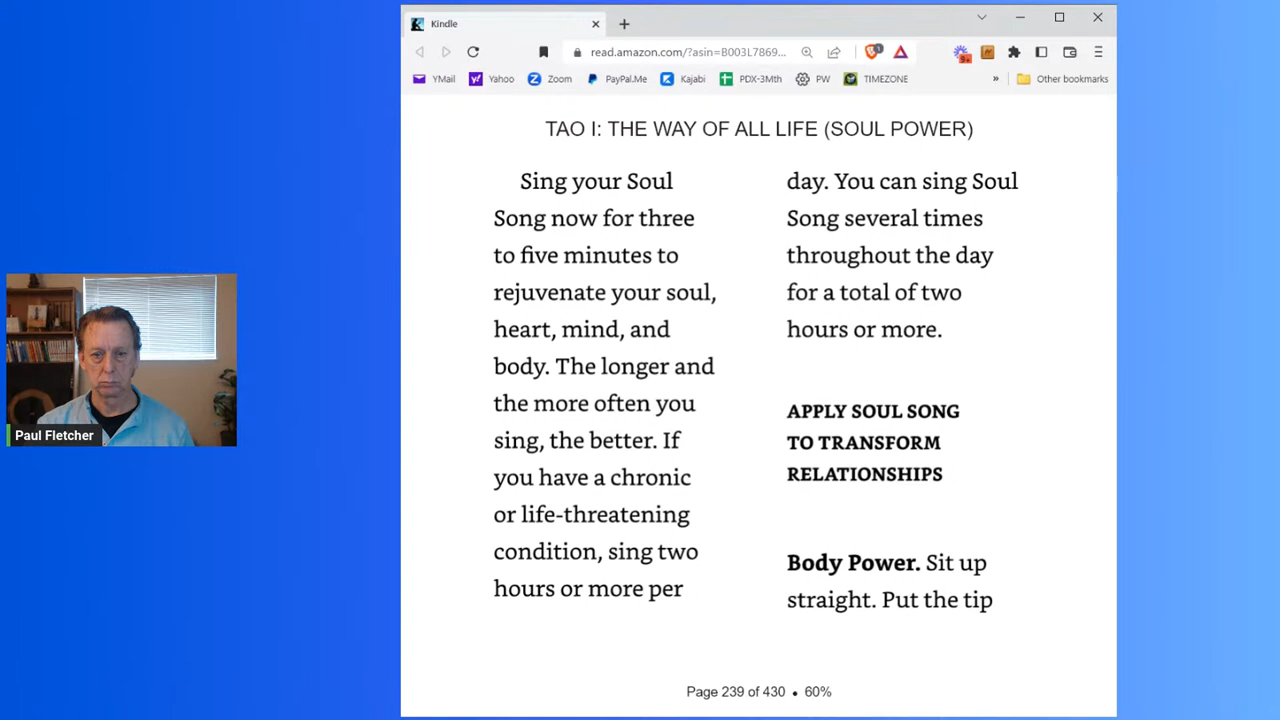 Kindle
read.amazon.com/?asin=B003L7869...
9+
1
YMail
Yahoo
Zoom
PayPal.Me
Kajabi
PDX-3Mth
PW
TIMEZONE
»
Other bookmarks
TAO I: THE WAY OF ALL LIFE (SOUL POWER)
Sing your Soul
Song now for three
to five minutes to
rejuvenate your soul,
heart, mind, and
body. The longer and
the more often you
sing, the better. If
you have a chronic
or life-threatening
condition, sing two
hours or more per
day. You can sing Soul
Song several times
throughout the day
for a total of two
hours or more.
APPLY SOUL SONG
TO TRANSFORM
RELATIONSHIPS
Body Power. Sit up
straight. Put the tip
Page 239 of 430 • 60%
Paul Fletcher